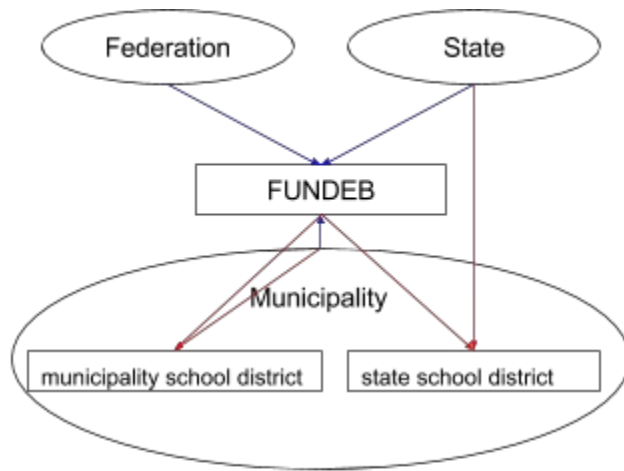 Federation
State
FUNDEB
Municipality
municipality school district
state school district